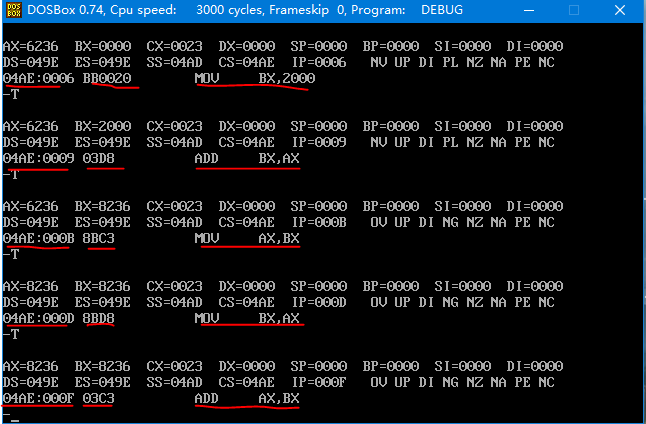 DOSBox 0.74, Cpu speed: 3000 cycles, Frameskip 0, Program: DEBUG
AX=6236 BX=0000 CX=0023 DX=0000 SP=0000 BP=0000 SI=0000 DI=0000
DS=049E ES=049E SS=04AD CS=04AE IP=0006 NV UP DI PL NZ NA PE NC
04AE:0006 BB0020 MOV BX,2000
-T
AX=6236 BX=2000 CX=0023 DX=0000 SP=0000 BP=0000 SI=0000 DI=0000
DS=049E ES=049E SS=04AD CS=04AE IP=0009 NV UP DI PL NZ NA PE NC
04AE:0009 03D8 ADD BX,AX
-T
AX=6236 BX=8236 CX=0023 DX=0000 SP=0000 BP=0000 SI=0000 DI=0000
DS=049E ES=049E SS=04AD CS=04AE IP=000B OV UP DI NG NZ NA PE NC
04AE:000B 8BC3 MOV AX,BX
-T
AX=8236 BX=8236 CX=0023 DX=0000 SP=0000 BP=0000 SI=0000 DI=0000
DS=049E ES=049E SS=04AD CS=04AE IP=000D OV UP DI NG NZ NA PE NC
04AE:000D 8BD8 MOV BX,AX
-T
AX=8236 BX=8236 CX=0023 DX=0000 SP=0000 BP=0000 SI=0000 DI=0000
DS=049E ES=049E SS=04AD CS=04AE IP=000F OV UP DI NG NZ NA PE NC
04AE:000F 03C3 ADD AX,BX
-_